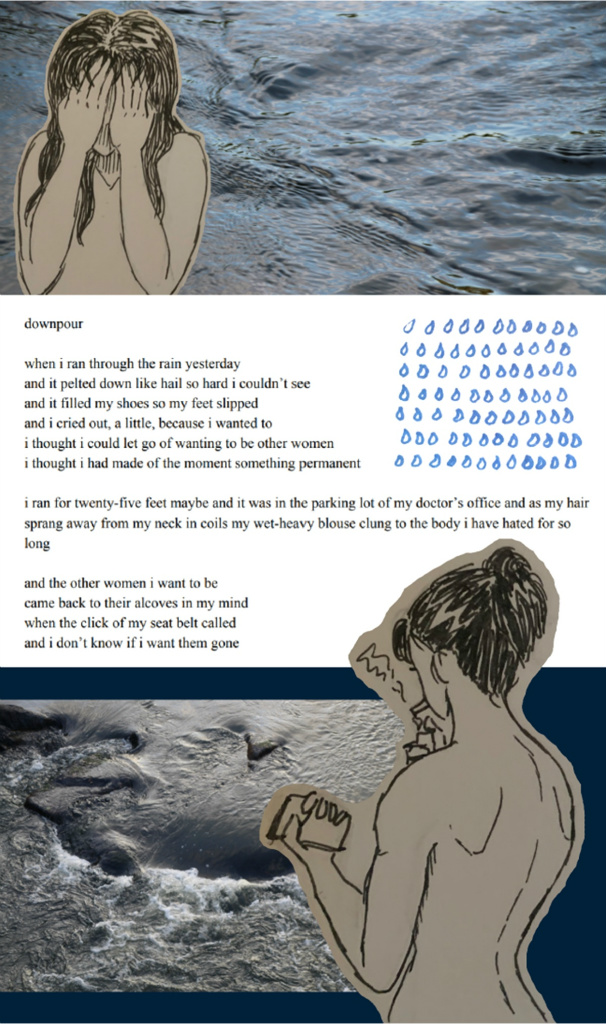 downpour
when i ran through the rain yesterday
and it pelted down like hail so hard i couldn't see
and it filled my shoes so my feet slipped
and i cried out, a little, because i wanted to
i thought i could let go of wanting to be other women
i thought i had made of the moment something permanent
i ran for twenty-five feet maybe and it was in the parking lot of my doctor's office and as my hair
sprang away from my neck in coils my wet-heavy blouse clung to the body i have hated for so
long
and the other women i want to be
came back to their alcoves in my mind
when the click of my seat belt called
and i don't know if i want them gone